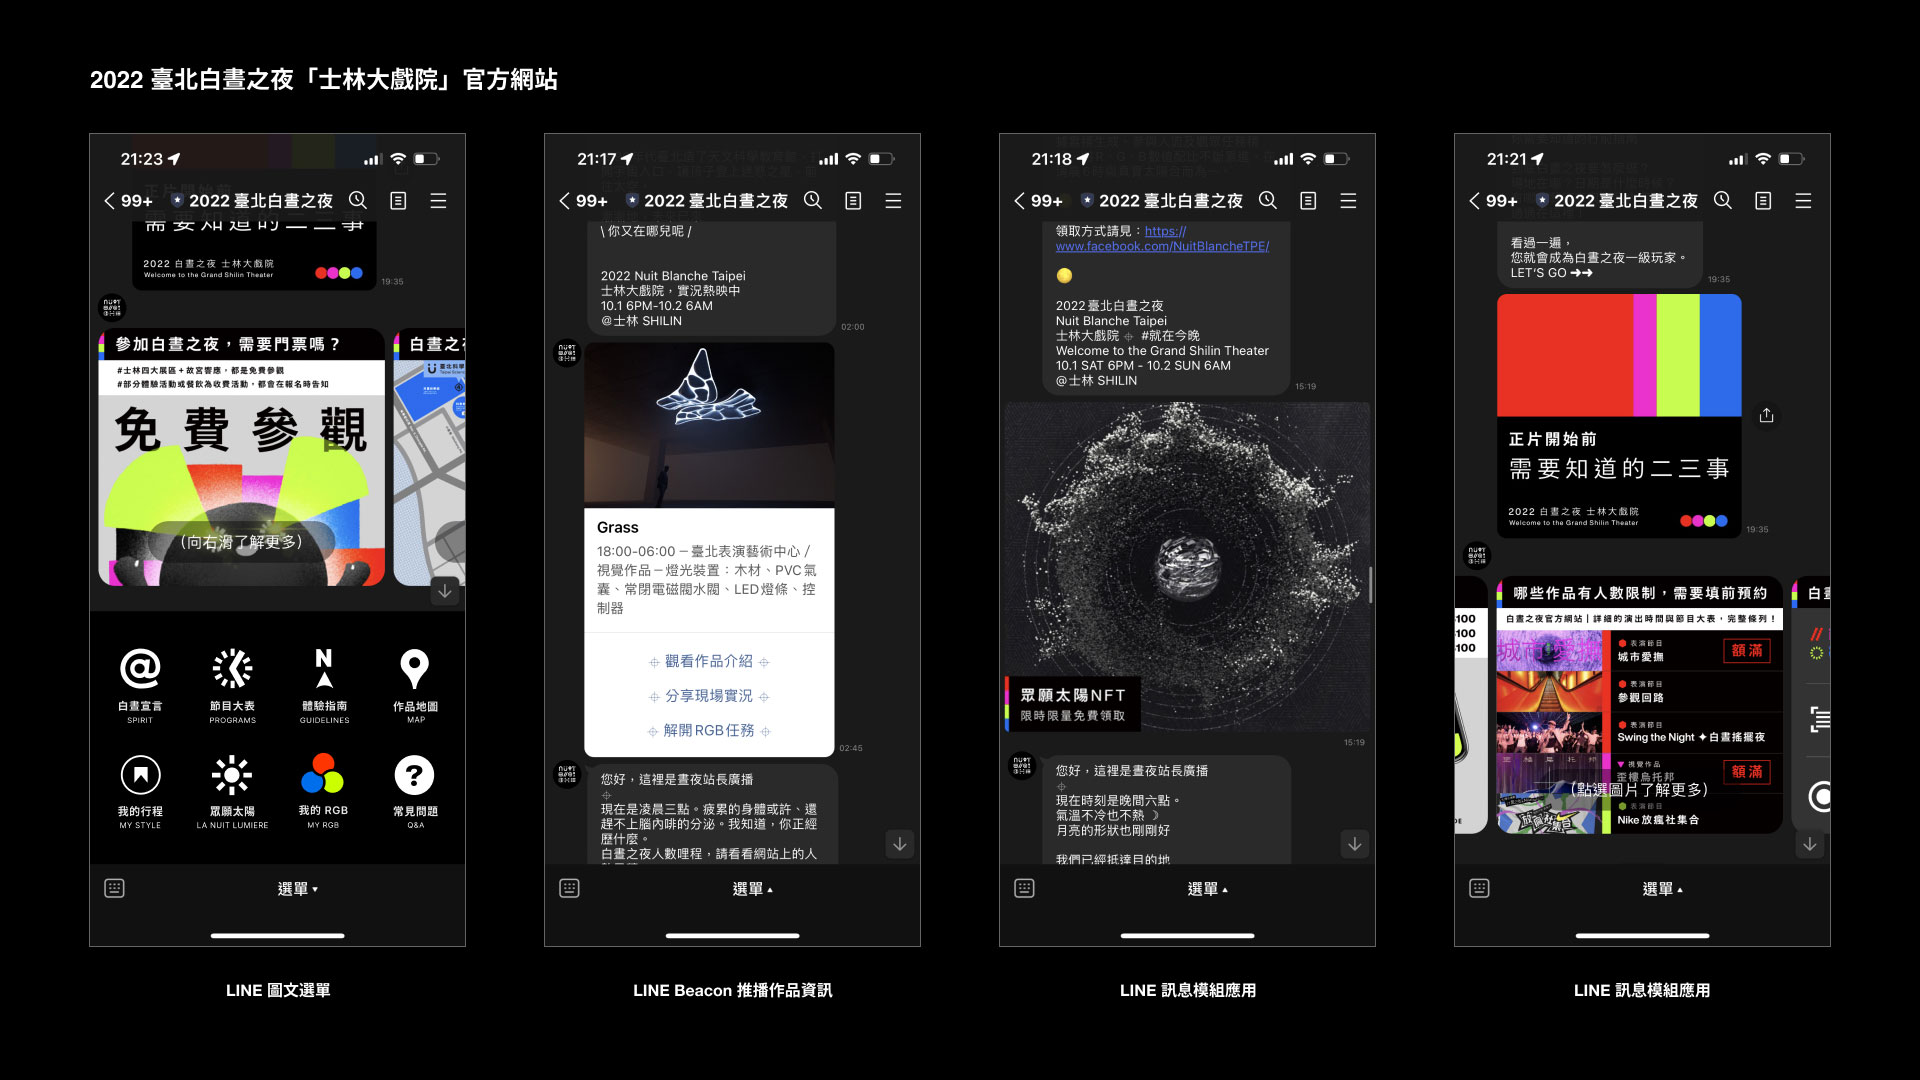 2022 臺北白晝之夜「士林大戲院」官方網站
21:23
99+
2022 臺北白晝之夜
需要知道的二三事
2022 白晝之夜 士林大戲院
Welcome to the Grand Shilin Theater
19:35
參加白晝之夜，需要門票嗎？
#士林四大展區+故宮響應，都是免費參觀
#部分體驗活動或餐飲為收費活動，都會在報名時告知
免費參觀
（向右滑了解更多）
白晝之
白晝宣言
SPIRIT
節目大表
PROGRAMS
體驗指南
GUIDELINES
作品地圖
MAP
我的行程
MY STYLE
眾願太陽
LA NUIT LUMIERE
我的 RGB
MY RGB
常見問題
Q&A
選單▾
LINE 圖文選單
21:17
99+
2022 臺北白晝之夜
\ 你又在哪兒呢 /
2022 Nuit Blanche Taipei
士林大戲院，實況熱映中
10.1 6PM-10.2 6AM
@士林 SHILIN
02:00
Grass
18:00-06:00 – 臺北表演藝術中心 /
視覺作品 – 燈光裝置：木材、PVC 氣
囊、常閉電磁閥水閥、LED 燈條、控
制器
觀看作品介紹
分享現場實況
解開 RGB 任務
02:45
您好，這裡是晝夜站長廣播
現在是凌晨三點。疲累的身體或許、還
趕不上腦內啡的分泌。我知道，你正經
歷什麼。
白晝之夜人數哩程，請看看網站上的人
選單▴
LINE Beacon 推播作品資訊
21:18
99+
2022 臺北白晝之夜
領取方式請見：https://
www.facebook.com/NuitBlancheTPE/
2022 臺北白晝之夜
Nuit Blanche Taipei
士林大戲院 #就在今晚
Welcome to the Grand Shilin Theater
10.1 SAT 6PM - 10.2 SUN 6AM
@士林 SHILIN
15:19
眾願太陽NFT
限時限量免費領取
15:19
您好，這裡是晝夜站長廣播
現在時刻是晚間六點。
氣溫不冷也不熱 ☽
月亮的形狀也剛剛好
我們已經抵達目的地
選單▴
LINE 訊息模組應用
21:21
99+
2022 臺北白晝之夜
看過一遍，
您就會成為白晝之夜一級玩家。
LET'S GO ➜➜
19:35
正片開始前
需要知道的二三事
2022 白晝之夜 士林大戲院
Welcome to the Grand Shilin Theater
19:35
哪些作品有人數限制，需要填前預約
白晝之夜官方網站｜詳細的演出時間與節目大表，完整條列！
城市愛撫
表演節目
城市愛撫
額滿
表演節目
參觀回路
表演節目
Swing the Night ✦ 白晝搖擺夜
視覺作品
歪樓烏托邦
額滿
（點選圖片了解更多）
表演節目
Nike 放瘋社集合
選單▴
LINE 訊息模組應用